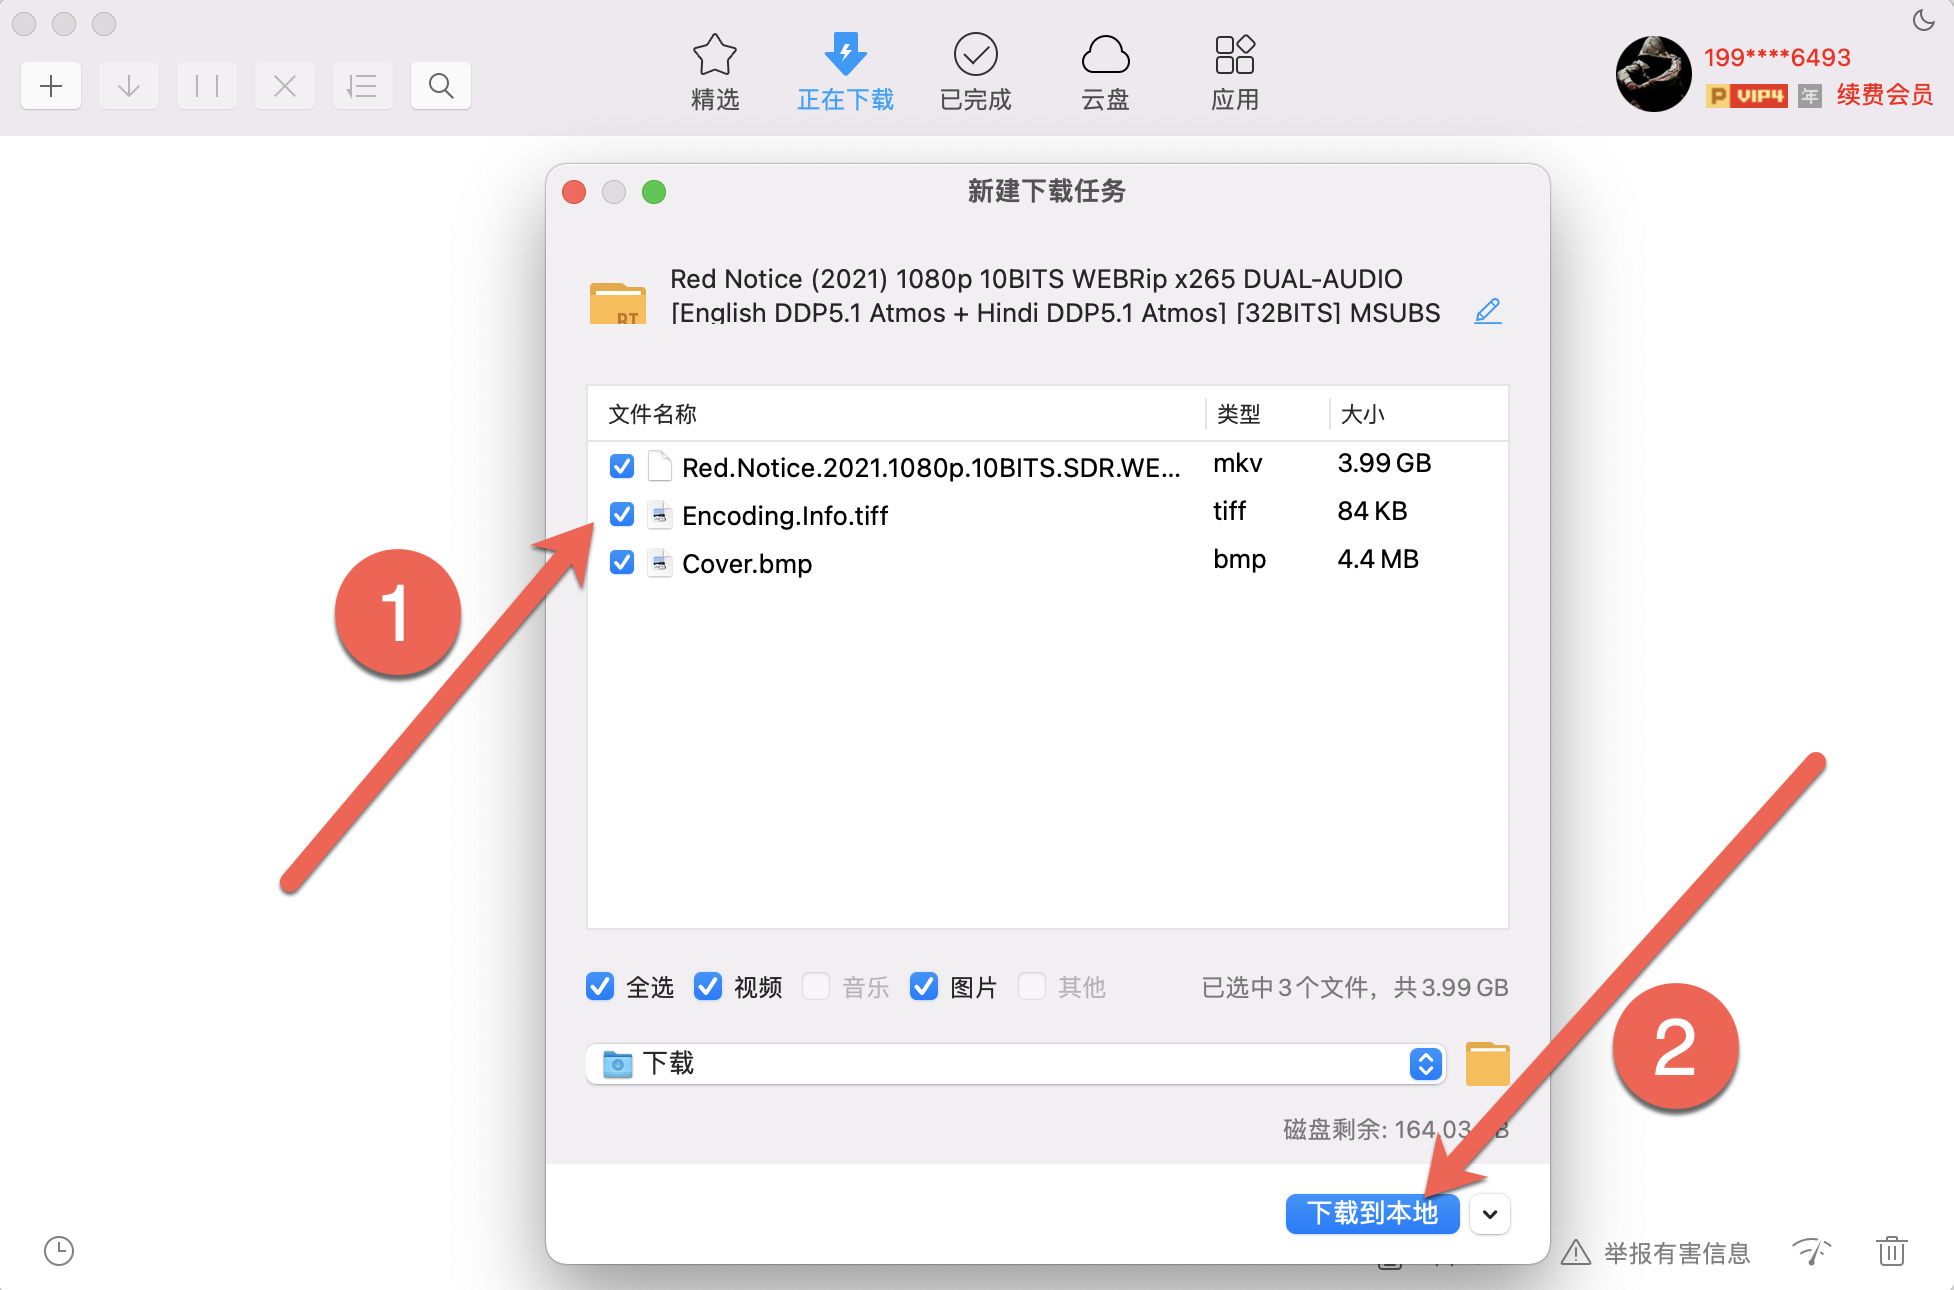 精选
正在下载
已完成
云盘
应用
199****6493
P VIP4 年 续费会员
新建下载任务
Red Notice (2021) 1080p 10BITS WEBRip x265 DUAL-AUDIO
[English DDP5.1 Atmos + Hindi DDP5.1 Atmos] [32BITS] MSUBS
BT
文件名称 类型 大小
Red.Notice.2021.1080p.10BITS.SDR.WE... mkv 3.99 GB
Encoding.Info.tiff tiff 84 KB
Cover.bmp bmp 4.4 MB
1
全选 视频 音乐 图片 其他 已选中3个文件，共3.99 GB
下载
2
磁盘剩余: 164.03 B
下载到本地
举报有害信息